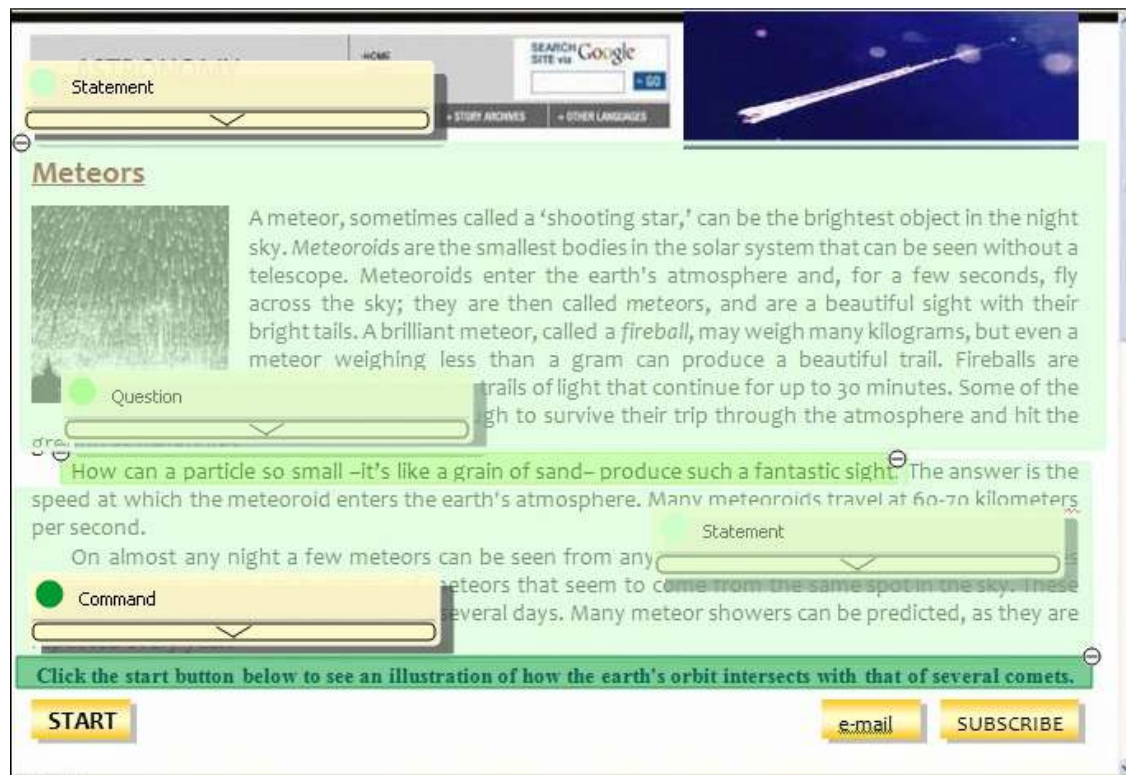 HOME
SEARCH Google
SITE via
GO
Statement
STORY ARCHIVES
OTHER LANGUAGES
Meteors
A meteor, sometimes called a ‘shooting star,’ can be the brightest object in the night
sky. Meteoroids are the smallest bodies in the solar system that can be seen without a
telescope. Meteoroids enter the earth's atmosphere and, for a few seconds, fly
across the sky; they are then called meteors, and are a beautiful sight with their
bright tails. A brilliant meteor, called a fireball, may weigh many kilograms, but even a
meteor weighing less than a gram can produce a beautiful trail. Fireballs are
trails of light that continue for up to 30 minutes. Some of the
Question
to survive their trip through the atmosphere and hit the
How can a particle so small –it's like a grain of sand– produce such a fantastic sight. The answer is the
speed at which the meteoroid enters the earth's atmosphere. Many meteoroids travel at 60-70 kilometers
per second.
Statement
On almost any night a few meteors can be seen from any
meteors that seem to come from the same spot in the sky. These
Command
several days. Many meteor showers can be predicted, as they are
Click the start button below to see an illustration of how the earth's orbit intersects with that of several comets.
START
e-mail
SUBSCRIBE